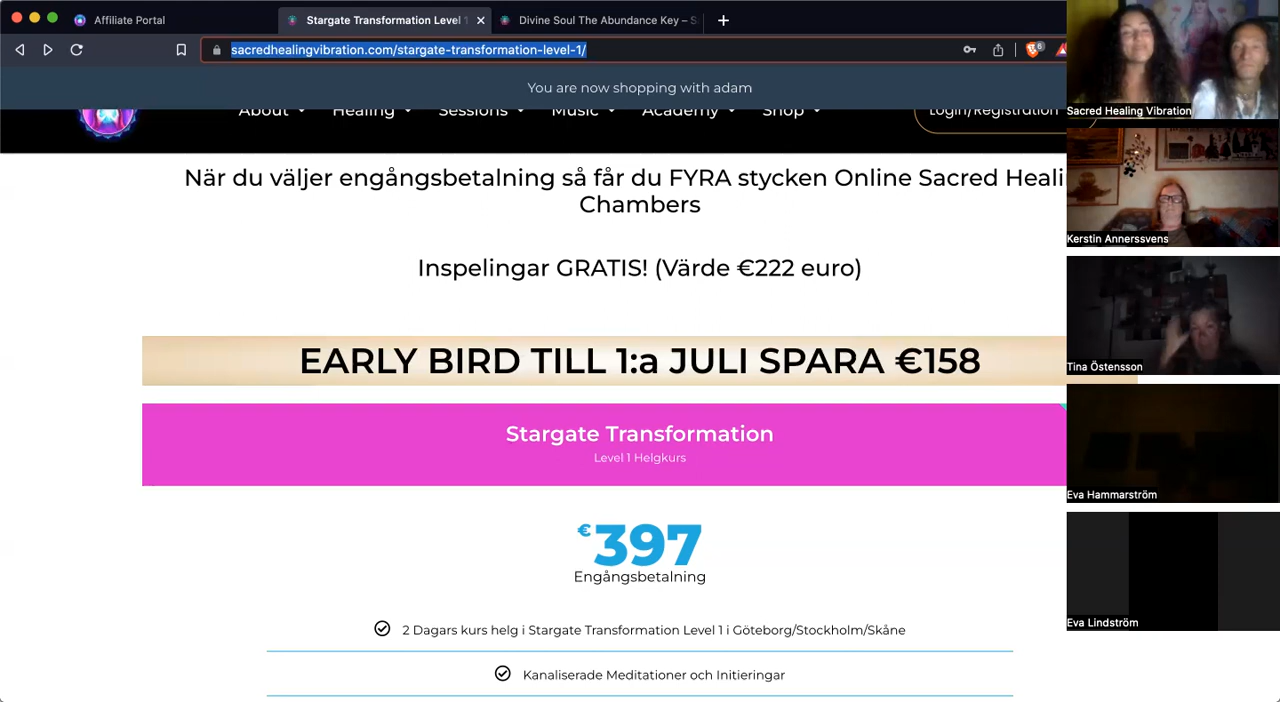 Affiliate Portal
Stargate Transformation Level 1
Divine Soul The Abundance Key – S
sacredhealingvibration.com/stargate-transformation-level-1/
6
You are now shopping with adam
About
Healing
Sessions
Music
Academy
Shop
Login/Registration
När du väljer engångsbetalning så får du FYRA stycken Online Sacred Heali
Chambers
Inspelingar GRATIS! (Värde €222 euro)
EARLY BIRD TILL 1:a JULI SPARA €158
Stargate Transformation
Level 1 Helgkurs
€397
Engångsbetalning
2 Dagars kurs helg i Stargate Transformation Level 1 i Göteborg/Stockholm/Skåne
Kanaliserade Meditationer och Initieringar
Sacred Healing Vibration
Kerstin Annerssvens
Tina Östensson
Eva Hammarström
Eva Lindström